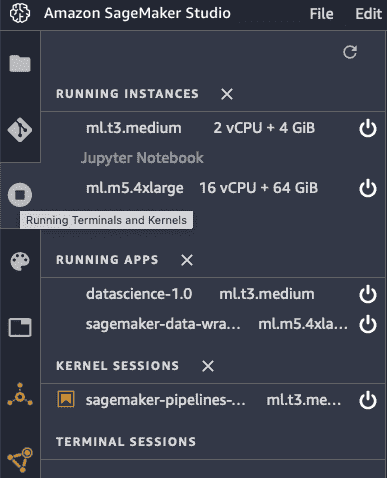 Amazon SageMaker Studio File Edit
RUNNING INSTANCES
ml.t3.medium 2 vCPU + 4 GiB
Jupyter Notebook
ml.m5.4xlarge 16 vCPU + 64 GiB
Running Terminals and Kernels
RUNNING APPS
datascience-1.0 ml.t3.medium
sagemaker-data-wra... ml.m5.4xla...
KERNEL SESSIONS
sagemaker-pipelines-... ml.t3.me...
TERMINAL SESSIONS